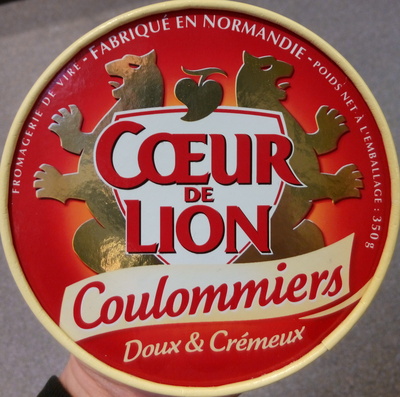 FROMAGERIE DE VIRE - FABRIQUÉ EN NORMANDIE - POIDS NET À L'EMBALLAGE : 350g
CŒUR
DE
LION
Coulommiers
Doux & Crémeux